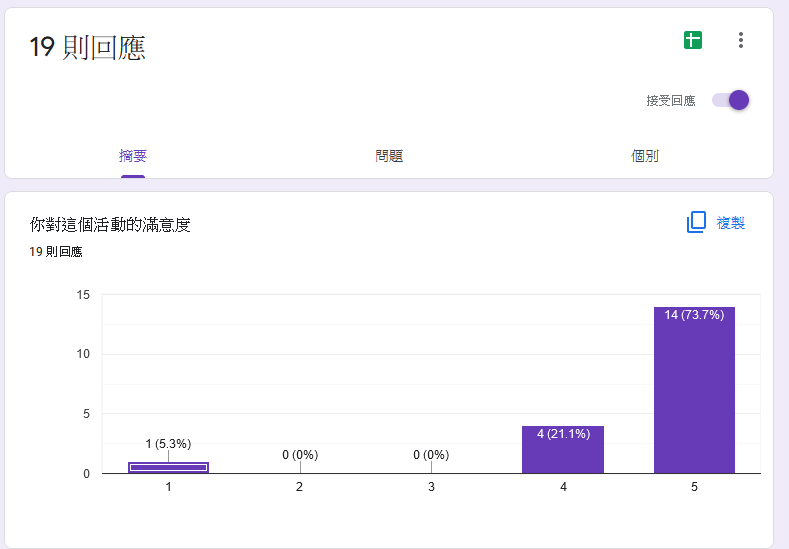 19 則回應
接受回應
摘要 問題 個別
你對這個活動的滿意度
複製
19 則回應
15
10
5
0
1 (5.3%) 0 (0%) 0 (0%) 4 (21.1%) 14 (73.7%)
1 2 3 4 5